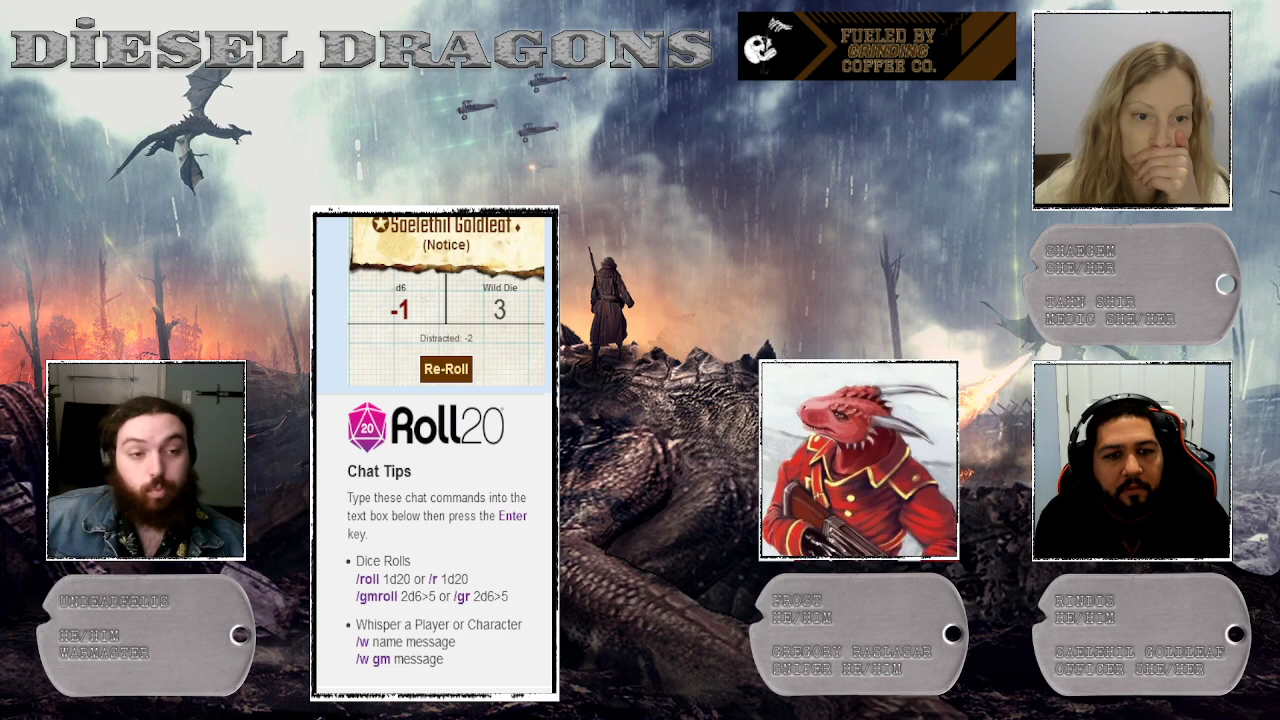 DIESEL DRAGONS
FUELED BY
GRINDING
COFFEE CO.
SHAEGEM
SHE/HER
TAHN SHIR
MEDIC SHE/HER
Saelethil Goldleaf
(Notice)
d6
Wild Die
-1
3
Distracted: -2
Re-Roll
20
Roll20
Chat Tips
Type these chat commands into the
text box below then press the Enter
key.
• Dice Rolls
/roll 1d20 or /r 1d20
/gmroll 2d6>5 or /gr 2d6>5
• Whisper a Player or Character
/w name message
/w gm message
UNDEADFELIS
HE/HIM
WARMASTER
FROST
HE/HIM
GREGORY RASLASAR
SNIPER HE/HIM
RINDIS
HE/HIM
SAELEHIL GOLDLEAF
OFFICER SHE/HER